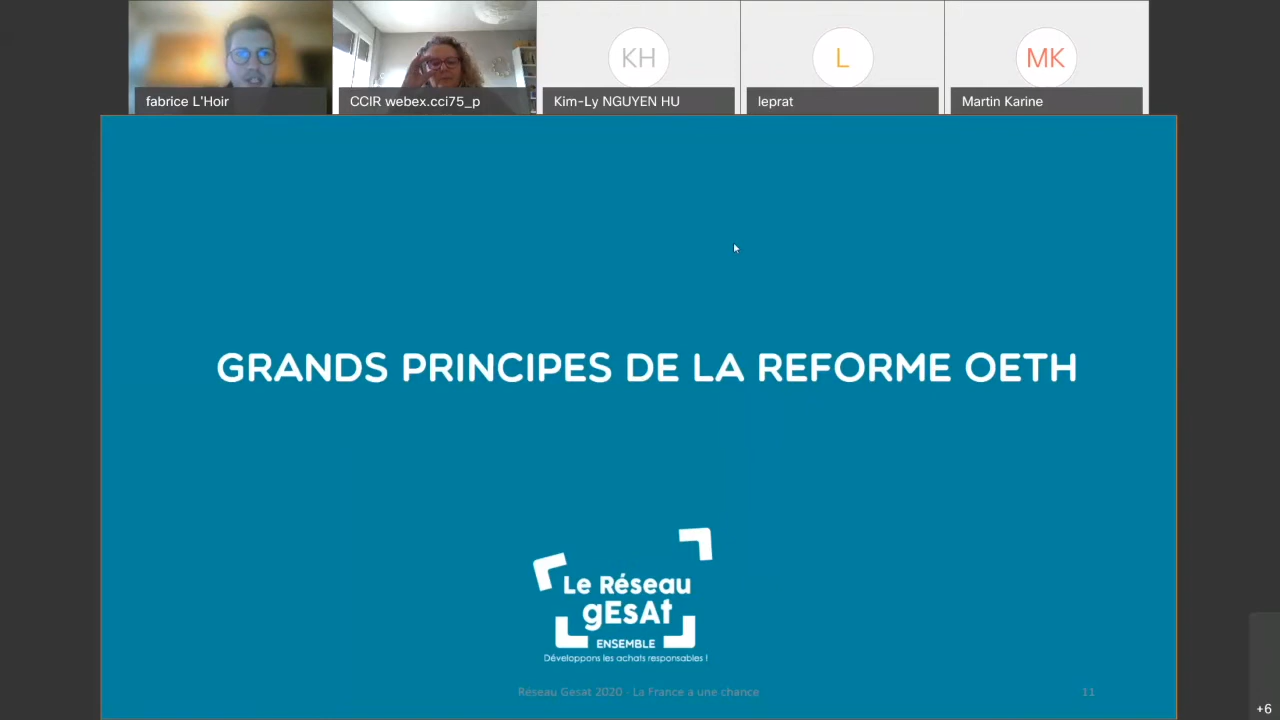 KH
L
MK
fabrice L'Hoir
CCIR webex.cci75_p
Kim-Ly NGUYEN HU
leprat
Martin Karine
GRANDS PRINCIPES DE LA REFORME OETH
Le Réseau
gEsAt
ENSEMBLE
Développons les achats responsables !
Réseau Gesat 2020 - La France a une chance
11
+6